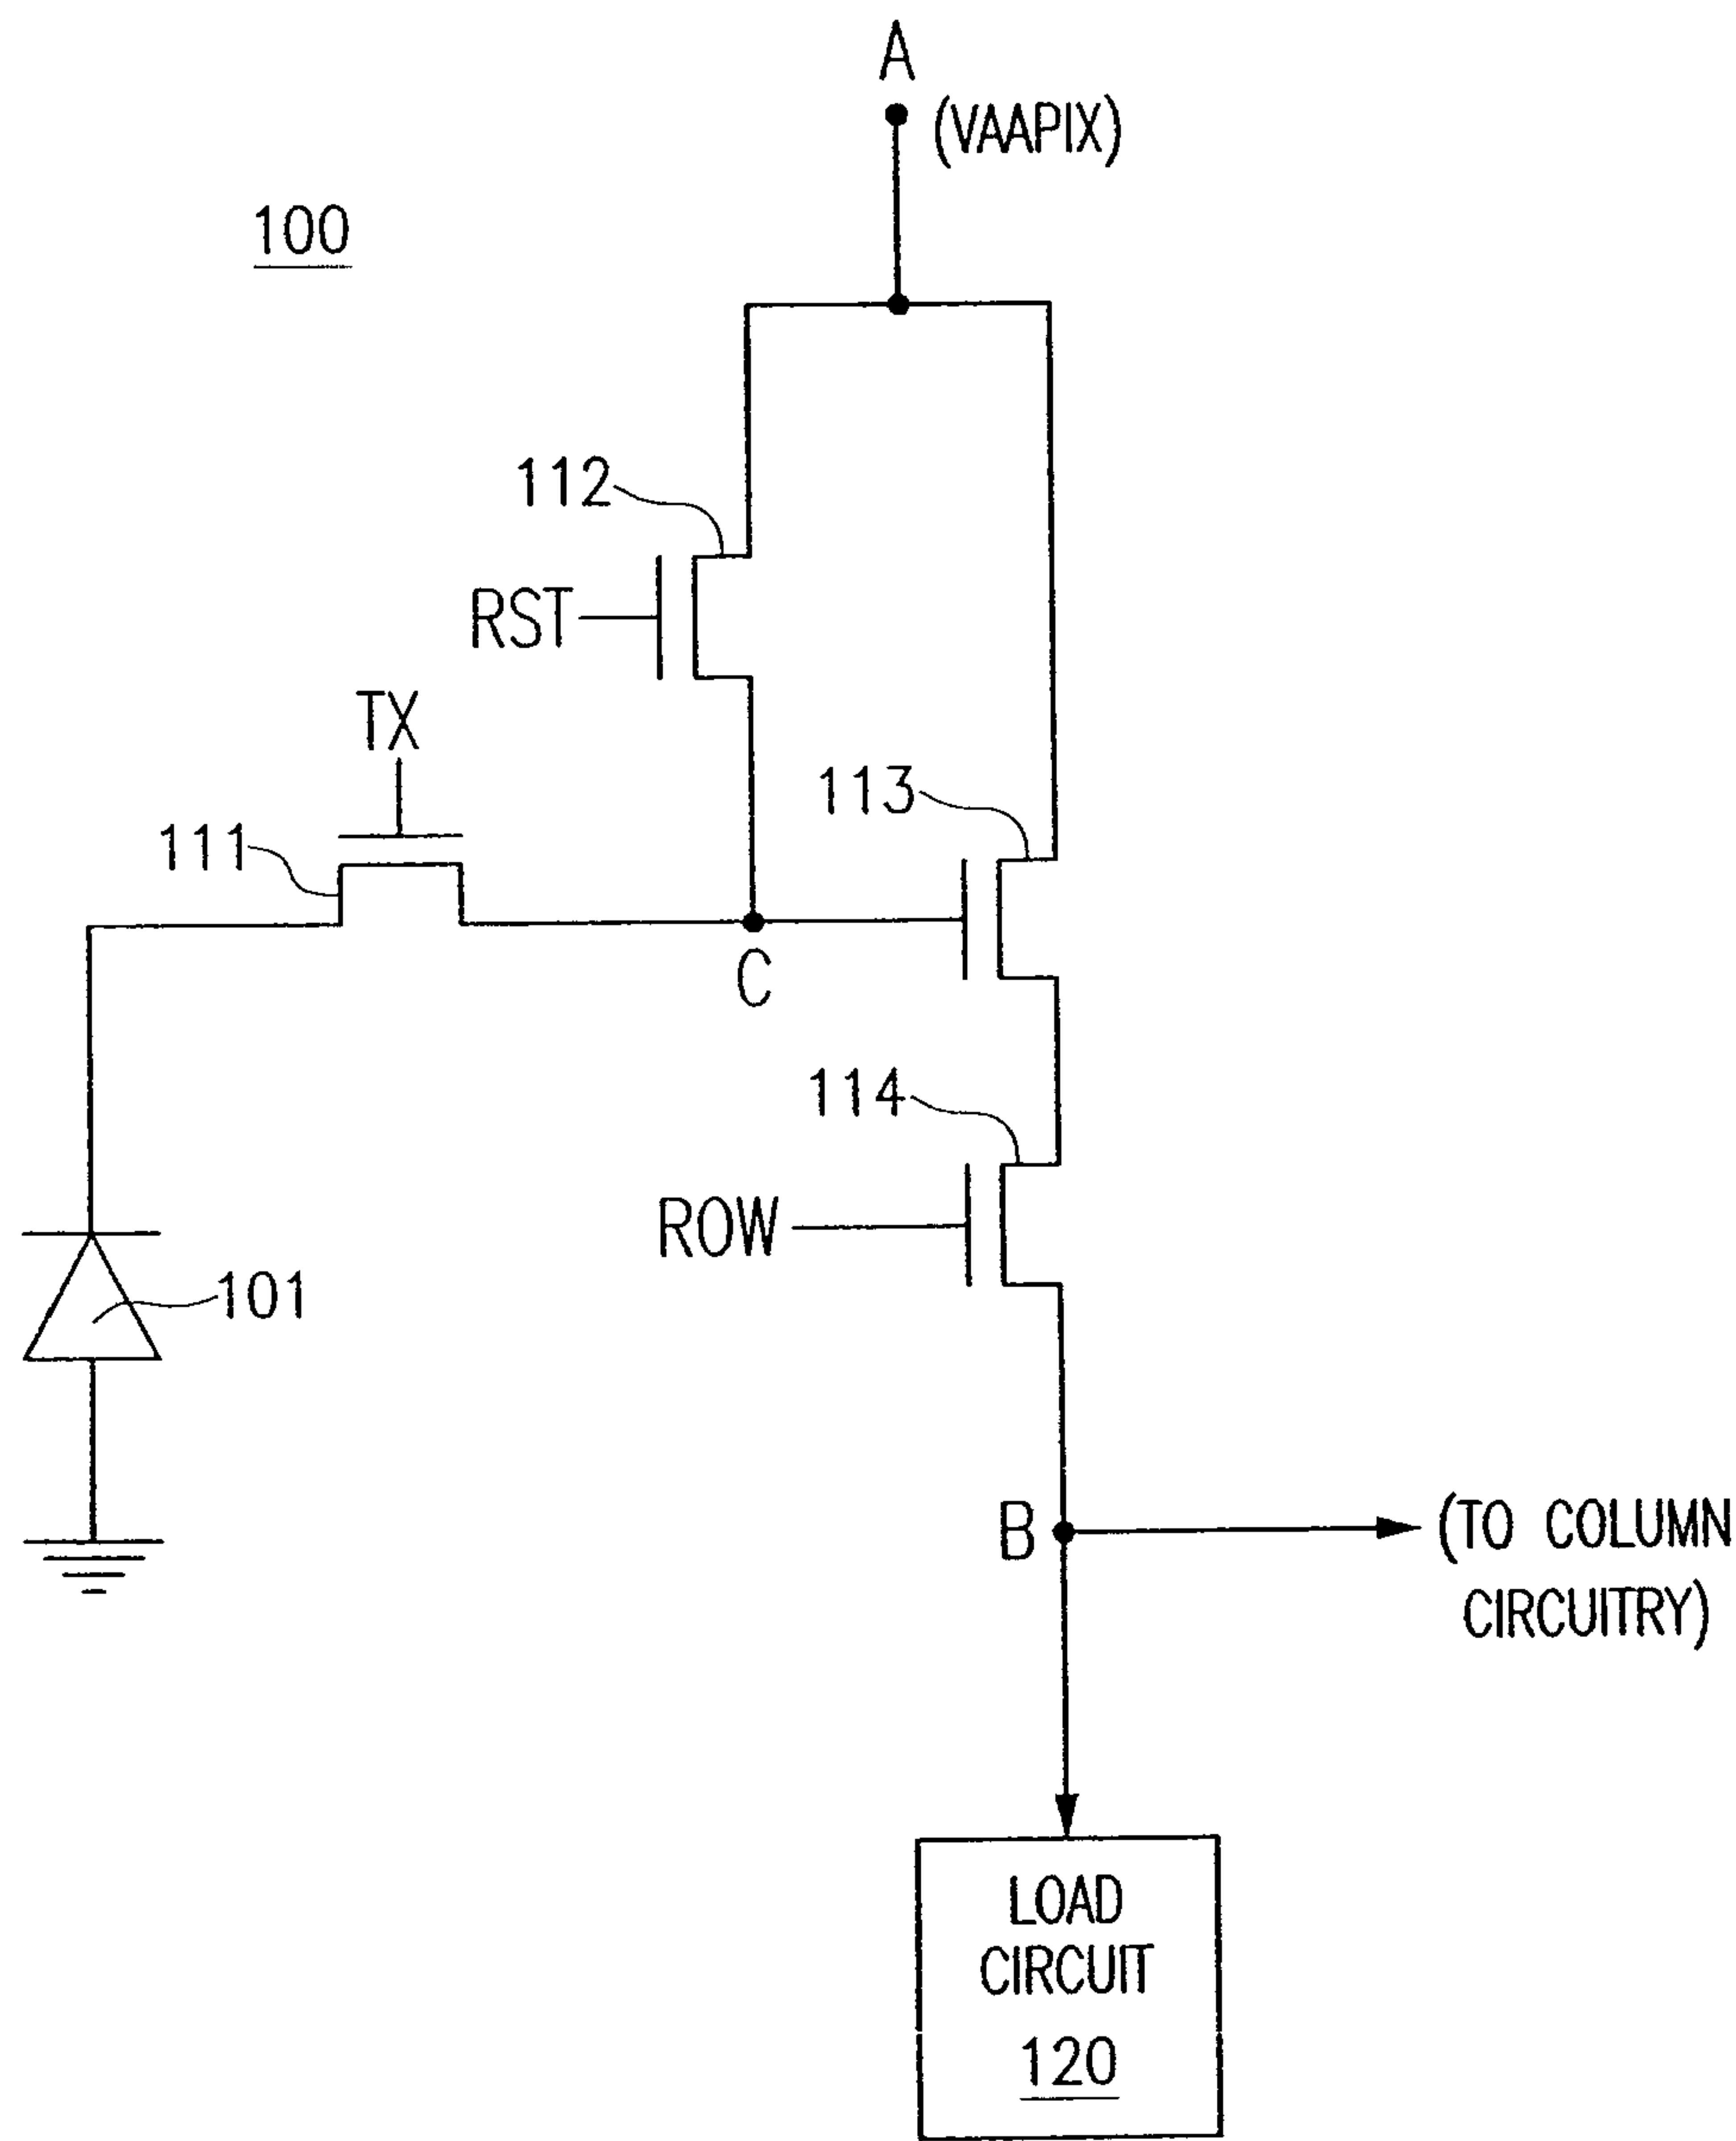 A
(VAAPIX)
100
112
RST
TX
113
111
C
114
ROW
101
B
(TO COLUMN
CIRCUITRY)
LOAD
CIRCUIT
120